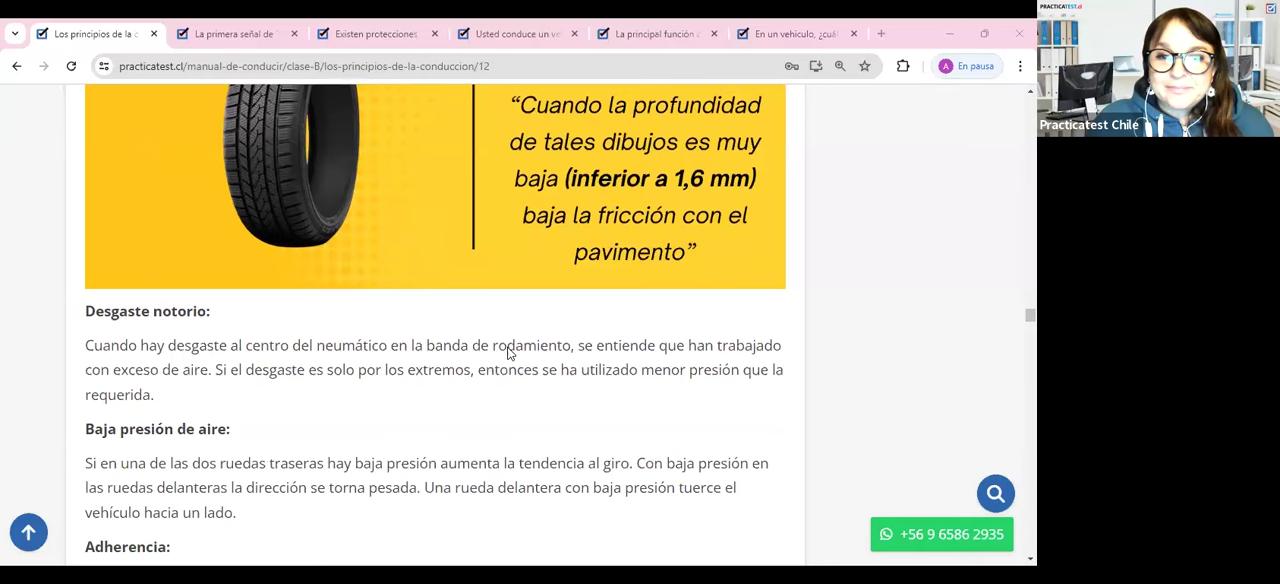 PRACTICATEST.cl
Los principios de la c
La primera señal de
Existen protecciones
Usted conduce un ve
La principal función
En un vehículo, ¿cuá
practicatest.cl/manual-de-conducir/clase-B/los-principios-de-la-conduccion/12
A En pausa
Practicatest Chile
“Cuando la profundidad
de tales dibujos es muy
baja (inferior a 1,6 mm)
baja la fricción con el
pavimento”
Desgaste notorio:
Cuando hay desgaste al centro del neumático en la banda de rodamiento, se entiende que han trabajado
con exceso de aire. Si el desgaste es solo por los extremos, entonces se ha utilizado menor presión que la
requerida.
Baja presión de aire:
Si en una de las dos ruedas traseras hay baja presión aumenta la tendencia al giro. Con baja presión en
las ruedas delanteras la dirección se torna pesada. Una rueda delantera con baja presión tuerce el
vehículo hacia un lado.
+56 9 6586 2935
Adherencia: